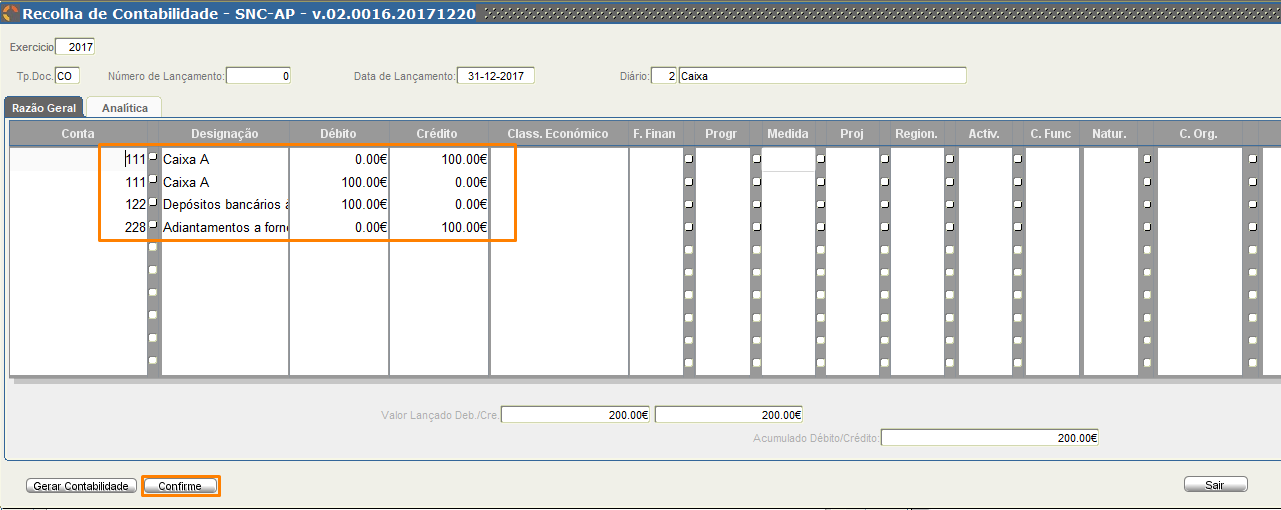 Recolha de Contabilidade - SNC-AP - v.02.0016.20171220
Exercício 2017
Tp.Doc. CO Número de Lançamento: 0 Data de Lançamento: 31-12-2017 Diário: 2 Caixa
Razão Geral Analítica
Conta Designação Débito Crédito Class. Económico F. Finan Progr Medida Proj Region. Activ. C. Func Natur. C. Org.
111 Caixa A 0.00€ 100.00€
111 Caixa A 100.00€ 0.00€
122 Depósitos bancários 100.00€ 0.00€
228 Adiantamentos a forn 0.00€ 100.00€
Valor Lançado Deb./Cre. 200.00€ 200.00€
Acumulado Débito/Crédito: 200.00€
Gerar Contabilidade Confirme Sair